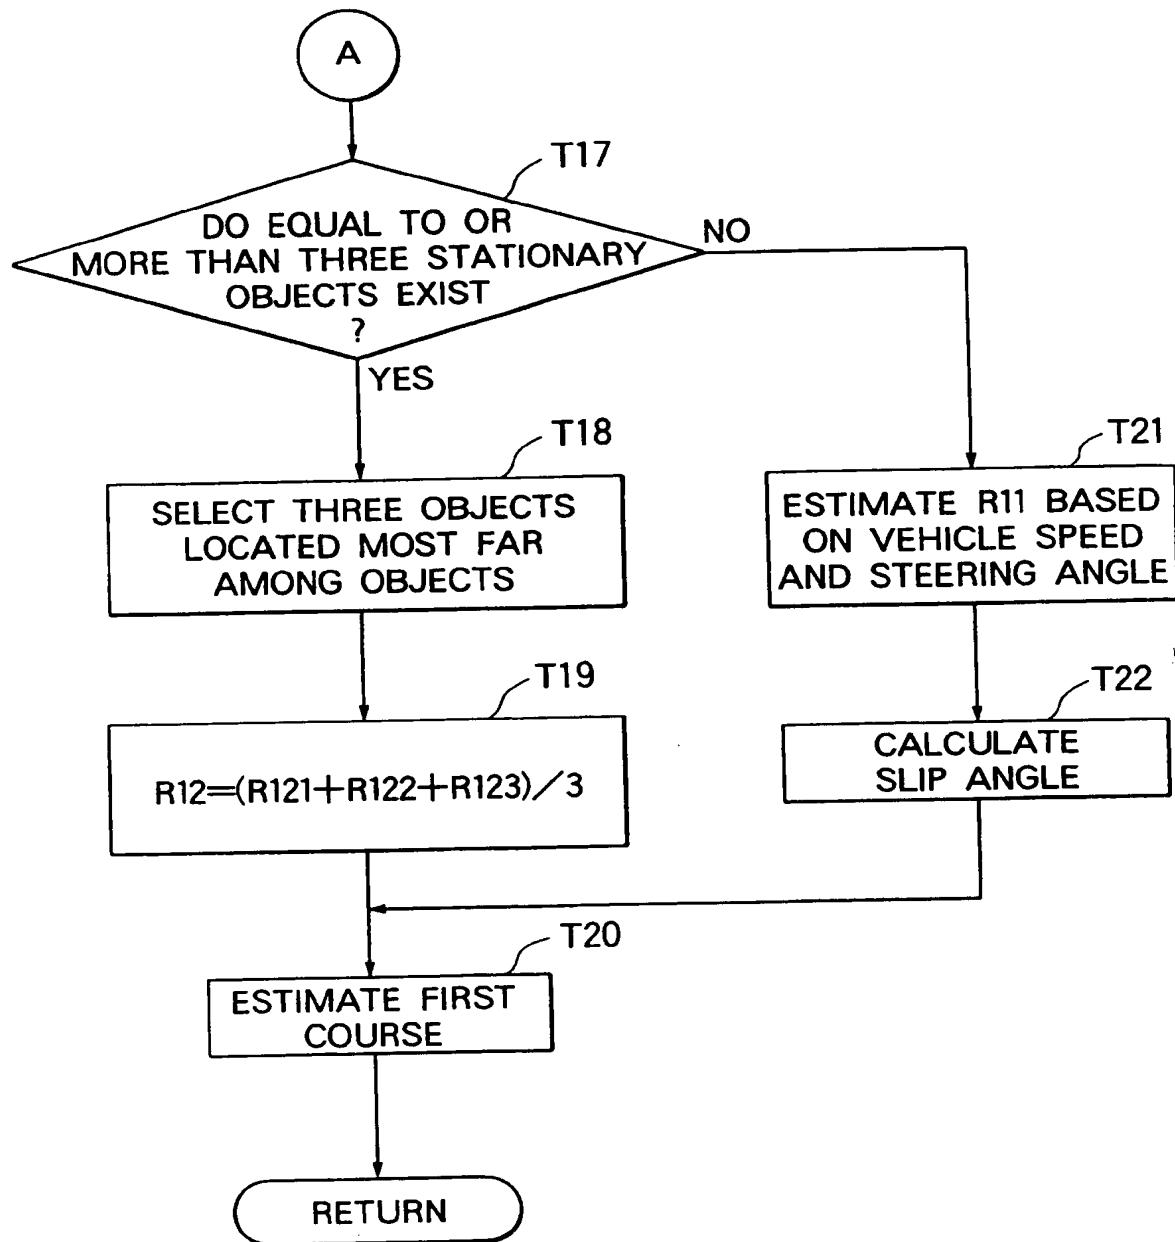 A
T17
DO EQUAL TO OR
MORE THAN THREE STATIONARY
OBJECTS EXIST
?
NO
YES
T18
SELECT THREE OBJECTS
LOCATED MOST FAR
AMONG OBJECTS
T21
ESTIMATE R11 BASED
ON VEHICLE SPEED
AND STEERING ANGLE
T19
R12=(R121+R122+R123)/3
T22
CALCULATE
SLIP ANGLE
T20
ESTIMATE FIRST
COURSE
RETURN